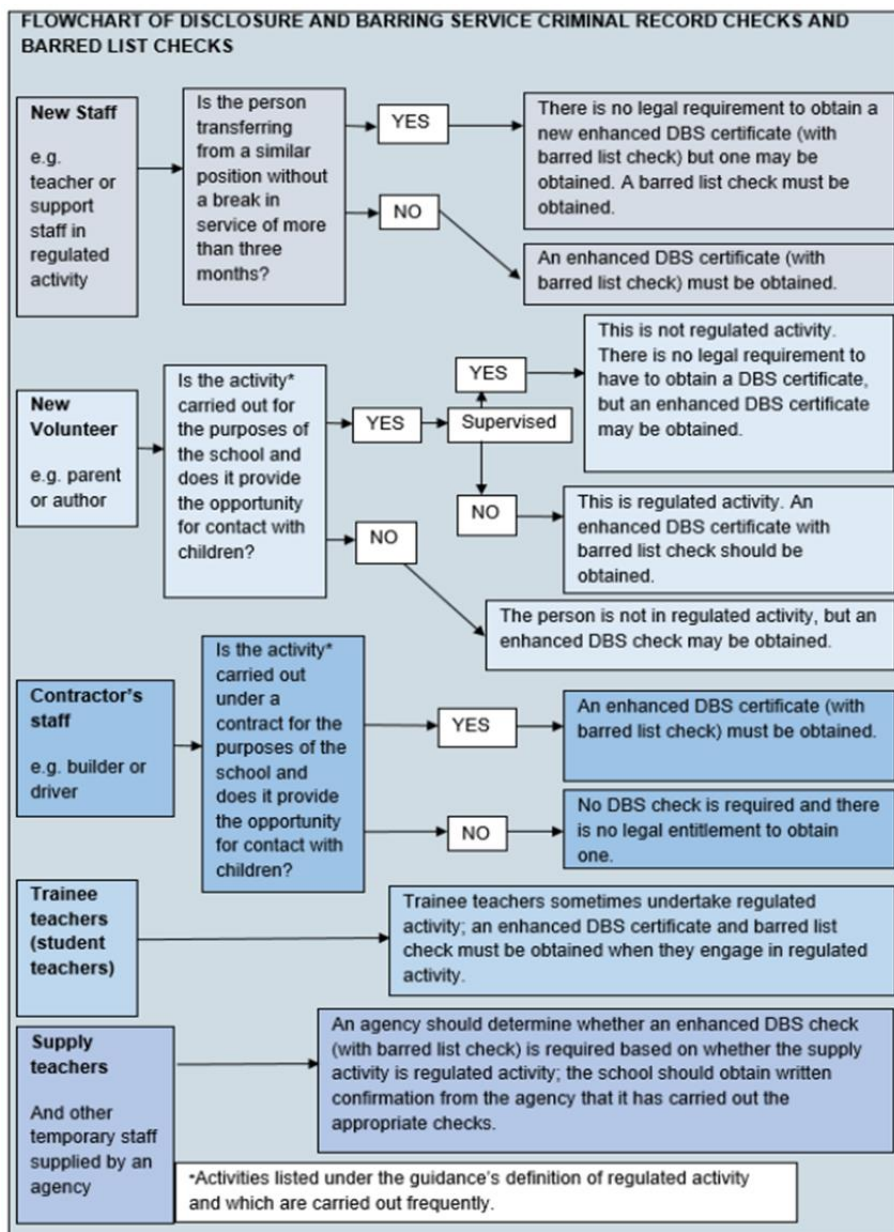 FLOWCHART OF DISCLOSURE AND BARRING SERVICE CRIMINAL RECORD CHECKS AND
BARRED LIST CHECKS
New Staff
e.g.
teacher or
support
staff in
regulated
activity
Is the person
transferring
from a similar
position without
a break in
service of more
than three
months?
YES
There is no legal requirement to obtain a
new enhanced DBS certificate (with
barred list check) but one may be
obtained. A barred list check must be
obtained.
NO
An enhanced DBS certificate (with
barred list check) must be obtained.
New
Volunteer
e.g. parent
or author
Is the activity*
carried out for
the purposes of
the school and
does it provide
the opportunity
for contact with
children?
YES
Supervised
YES
This is not regulated activity.
There is no legal requirement to
have to obtain a DBS certificate,
but an enhanced DBS certificate
may be obtained.
NO
This is regulated activity. An
enhanced DBS certificate with
barred list check should be
obtained.
NO
The person is not in regulated activity, but an
enhanced DBS check may be obtained.
Contractor's
staff
e.g. builder or
driver
Is the activity*
carried out
under a
contract for the
purposes of the
school and
does it provide
the opportunity
for contact with
children?
YES
An enhanced DBS certificate (with
barred list check) must be obtained.
NO
No DBS check is required and there
is no legal entitlement to obtain
one.
Trainee
teachers
(student
teachers)
Trainee teachers sometimes undertake regulated
activity; an enhanced DBS certificate and barred list
check must be obtained when they engage in regulated
activity.
Supply
teachers
And other
temporary staff
supplied by an
agency
An agency should determine whether an enhanced DBS check
(with barred list check) is required based on whether the supply
activity is regulated activity; the school should obtain written
confirmation from the agency that it has carried out the
appropriate checks.
*Activities listed under the guidance's definition of regulated activity
and which are carried out frequently.